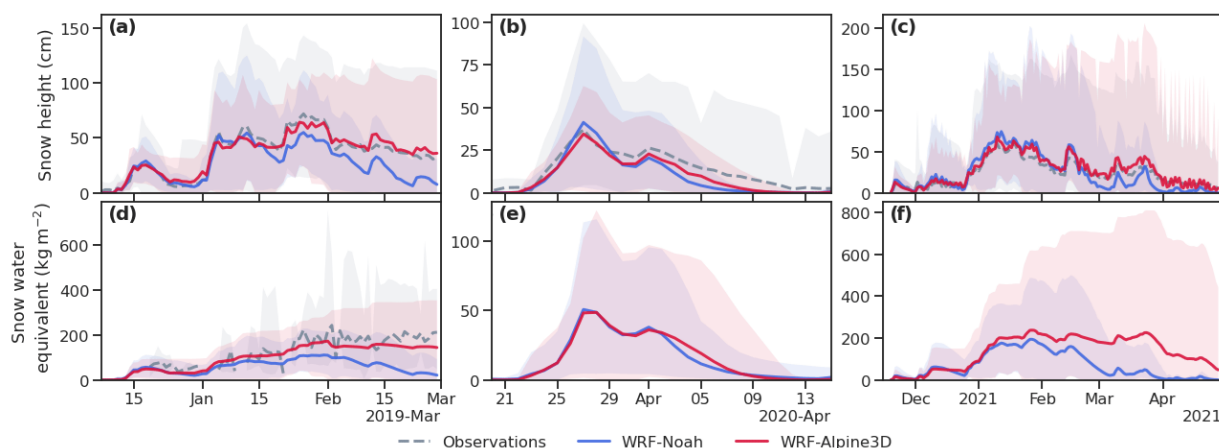 (a)
(b)
(c)
Snow height (cm)
150
100
50
0
100
75
50
25
0
200
150
100
50
0
(d)
(e)
(f)
Snow water
equivalent (kg m⁻²)
600
400
200
0
100
50
0
800
600
400
200
0
15 Jan 15 Feb 15 Mar
2019-Mar
21 25 29 Apr 05 09 13
2020-Apr
Dec 2021 Feb Mar Apr
2021
Observations WRF-Noah WRF-Alpine3D